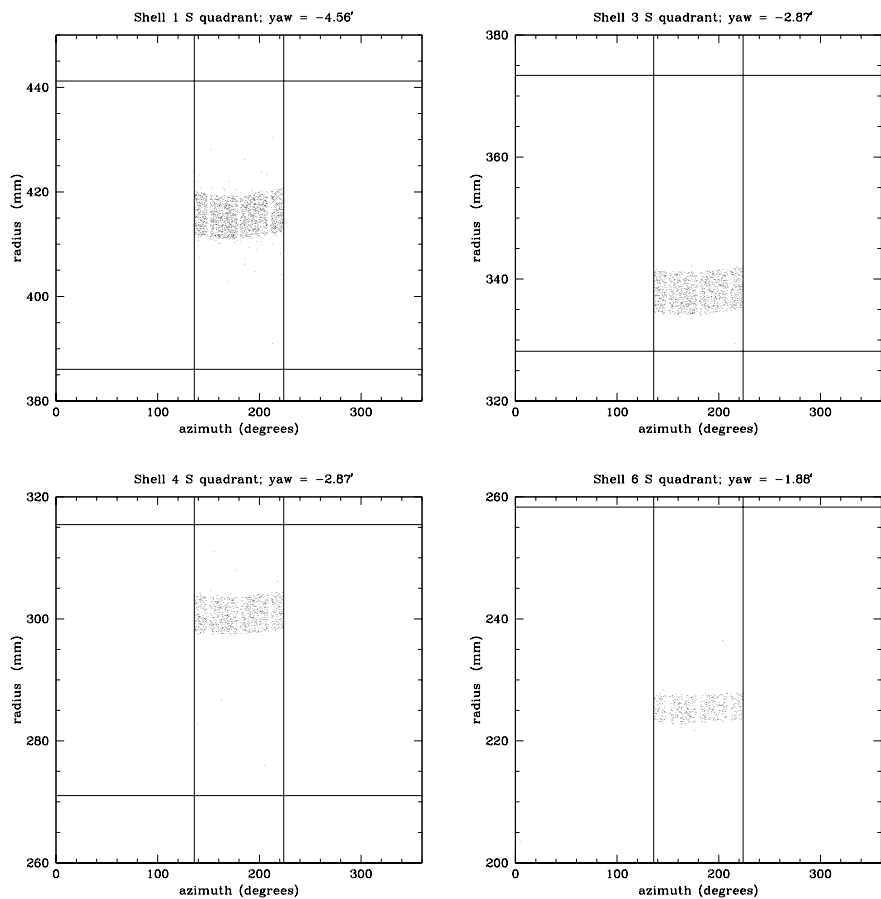 Shell 1 S quadrant; yaw = −4.56'
440
420
400
380
radius (mm)
0 100 200 300
azimuth (degrees)
Shell 3 S quadrant; yaw = −2.87'
380
360
340
320
radius (mm)
0 100 200 300
azimuth (degrees)
Shell 4 S quadrant; yaw = −2.87'
320
300
280
260
radius (mm)
0 100 200 300
azimuth (degrees)
Shell 6 S quadrant; yaw = −1.88'
260
240
220
200
radius (mm)
0 100 200 300
azimuth (degrees)